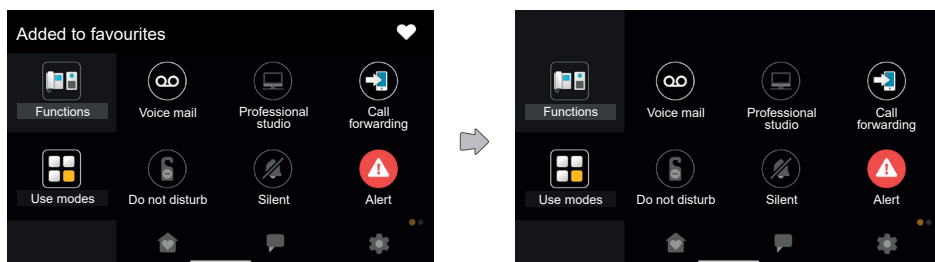 Added to favourites
Functions
Voice mail
Professional
studio
Call
forwarding
Use modes
Do not disturb
Silent
Alert
Functions
Voice mail
Professional
studio
Call
forwarding
Use modes
Do not disturb
Silent
Alert